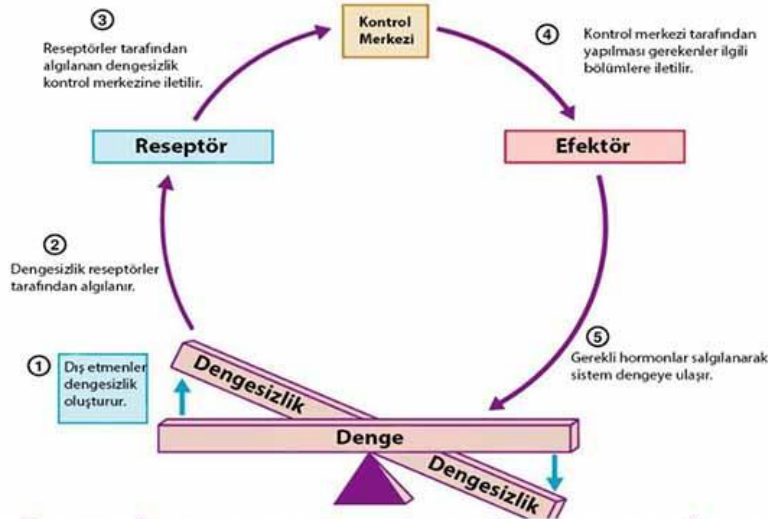 Kontrol
Merkezi
③
Reseptörler tarafından
algılanan dengesizlik
kontrol merkezine iletilir.
④
Kontrol merkezi tarafından
yapılması gerekenler ilgili
bölümlere iletilir.
Reseptör
Efektör
②
Dengesizlik reseptörler
tarafından algılanır.
①
Dış etmenler
dengesizlik
oluşturur.
⑤
Gerekli hormonlar salgılanarak
sistem dengeye ulaşır.
Dengesizlik
Denge
Dengesizlik